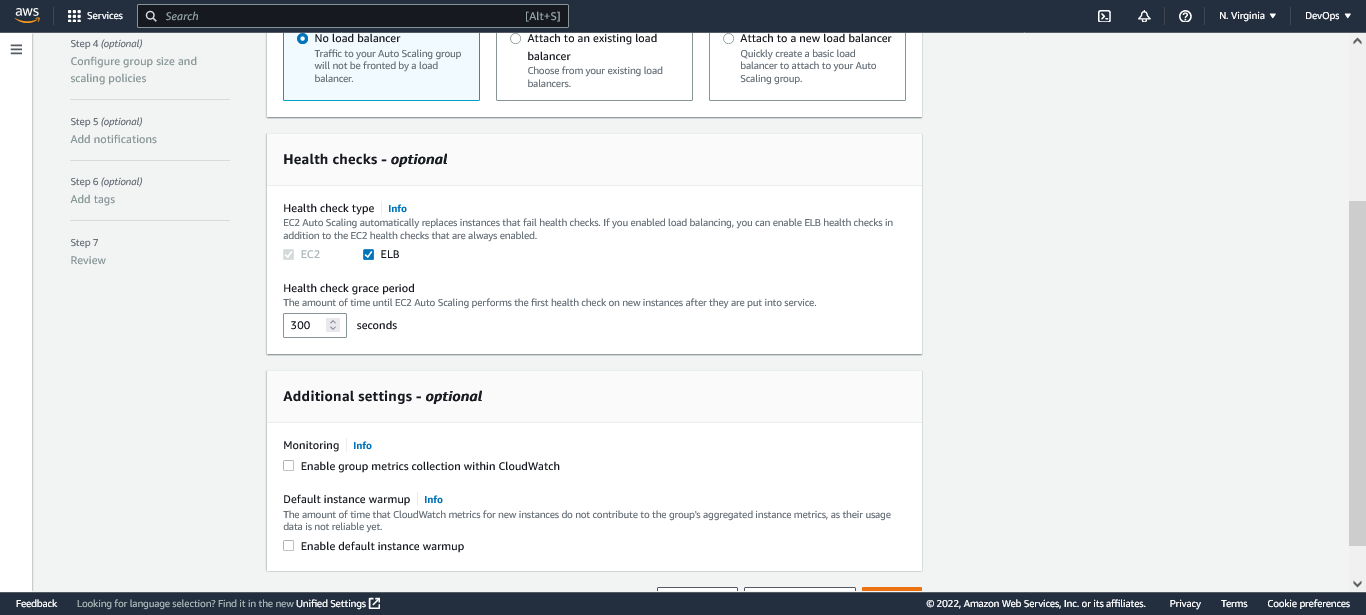 aws
Services
Search
[Alt+S]
N. Virginia
DevOps
Step 4 (optional)
Configure group size and
scaling policies
Step 5 (optional)
Add notifications
Step 6 (optional)
Add tags
Step 7
Review
No load balancer
Traffic to your Auto Scaling group
will not be fronted by a load
balancer.
Attach to an existing load
balancer
Choose from your existing load
balancers.
Attach to a new load balancer
Quickly create a basic load
balancer to attach to your Auto
Scaling group.
Health checks - optional
Health check type Info
EC2 Auto Scaling automatically replaces instances that fail health checks. If you enabled load balancing, you can enable ELB health checks in
addition to the EC2 health checks that are always enabled.
EC2 ELB
Health check grace period
The amount of time until EC2 Auto Scaling performs the first health check on new instances after they are put into service.
300 seconds
Additional settings - optional
Monitoring Info
Enable group metrics collection within CloudWatch
Default instance warmup Info
The amount of time that CloudWatch metrics for new instances do not contribute to the group's aggregated instance metrics, as their usage
data is not reliable yet.
Enable default instance warmup
Feedback Looking for language selection? Find it in the new Unified Settings © 2022, Amazon Web Services, Inc. or its affiliates. Privacy Terms Cookie preferences